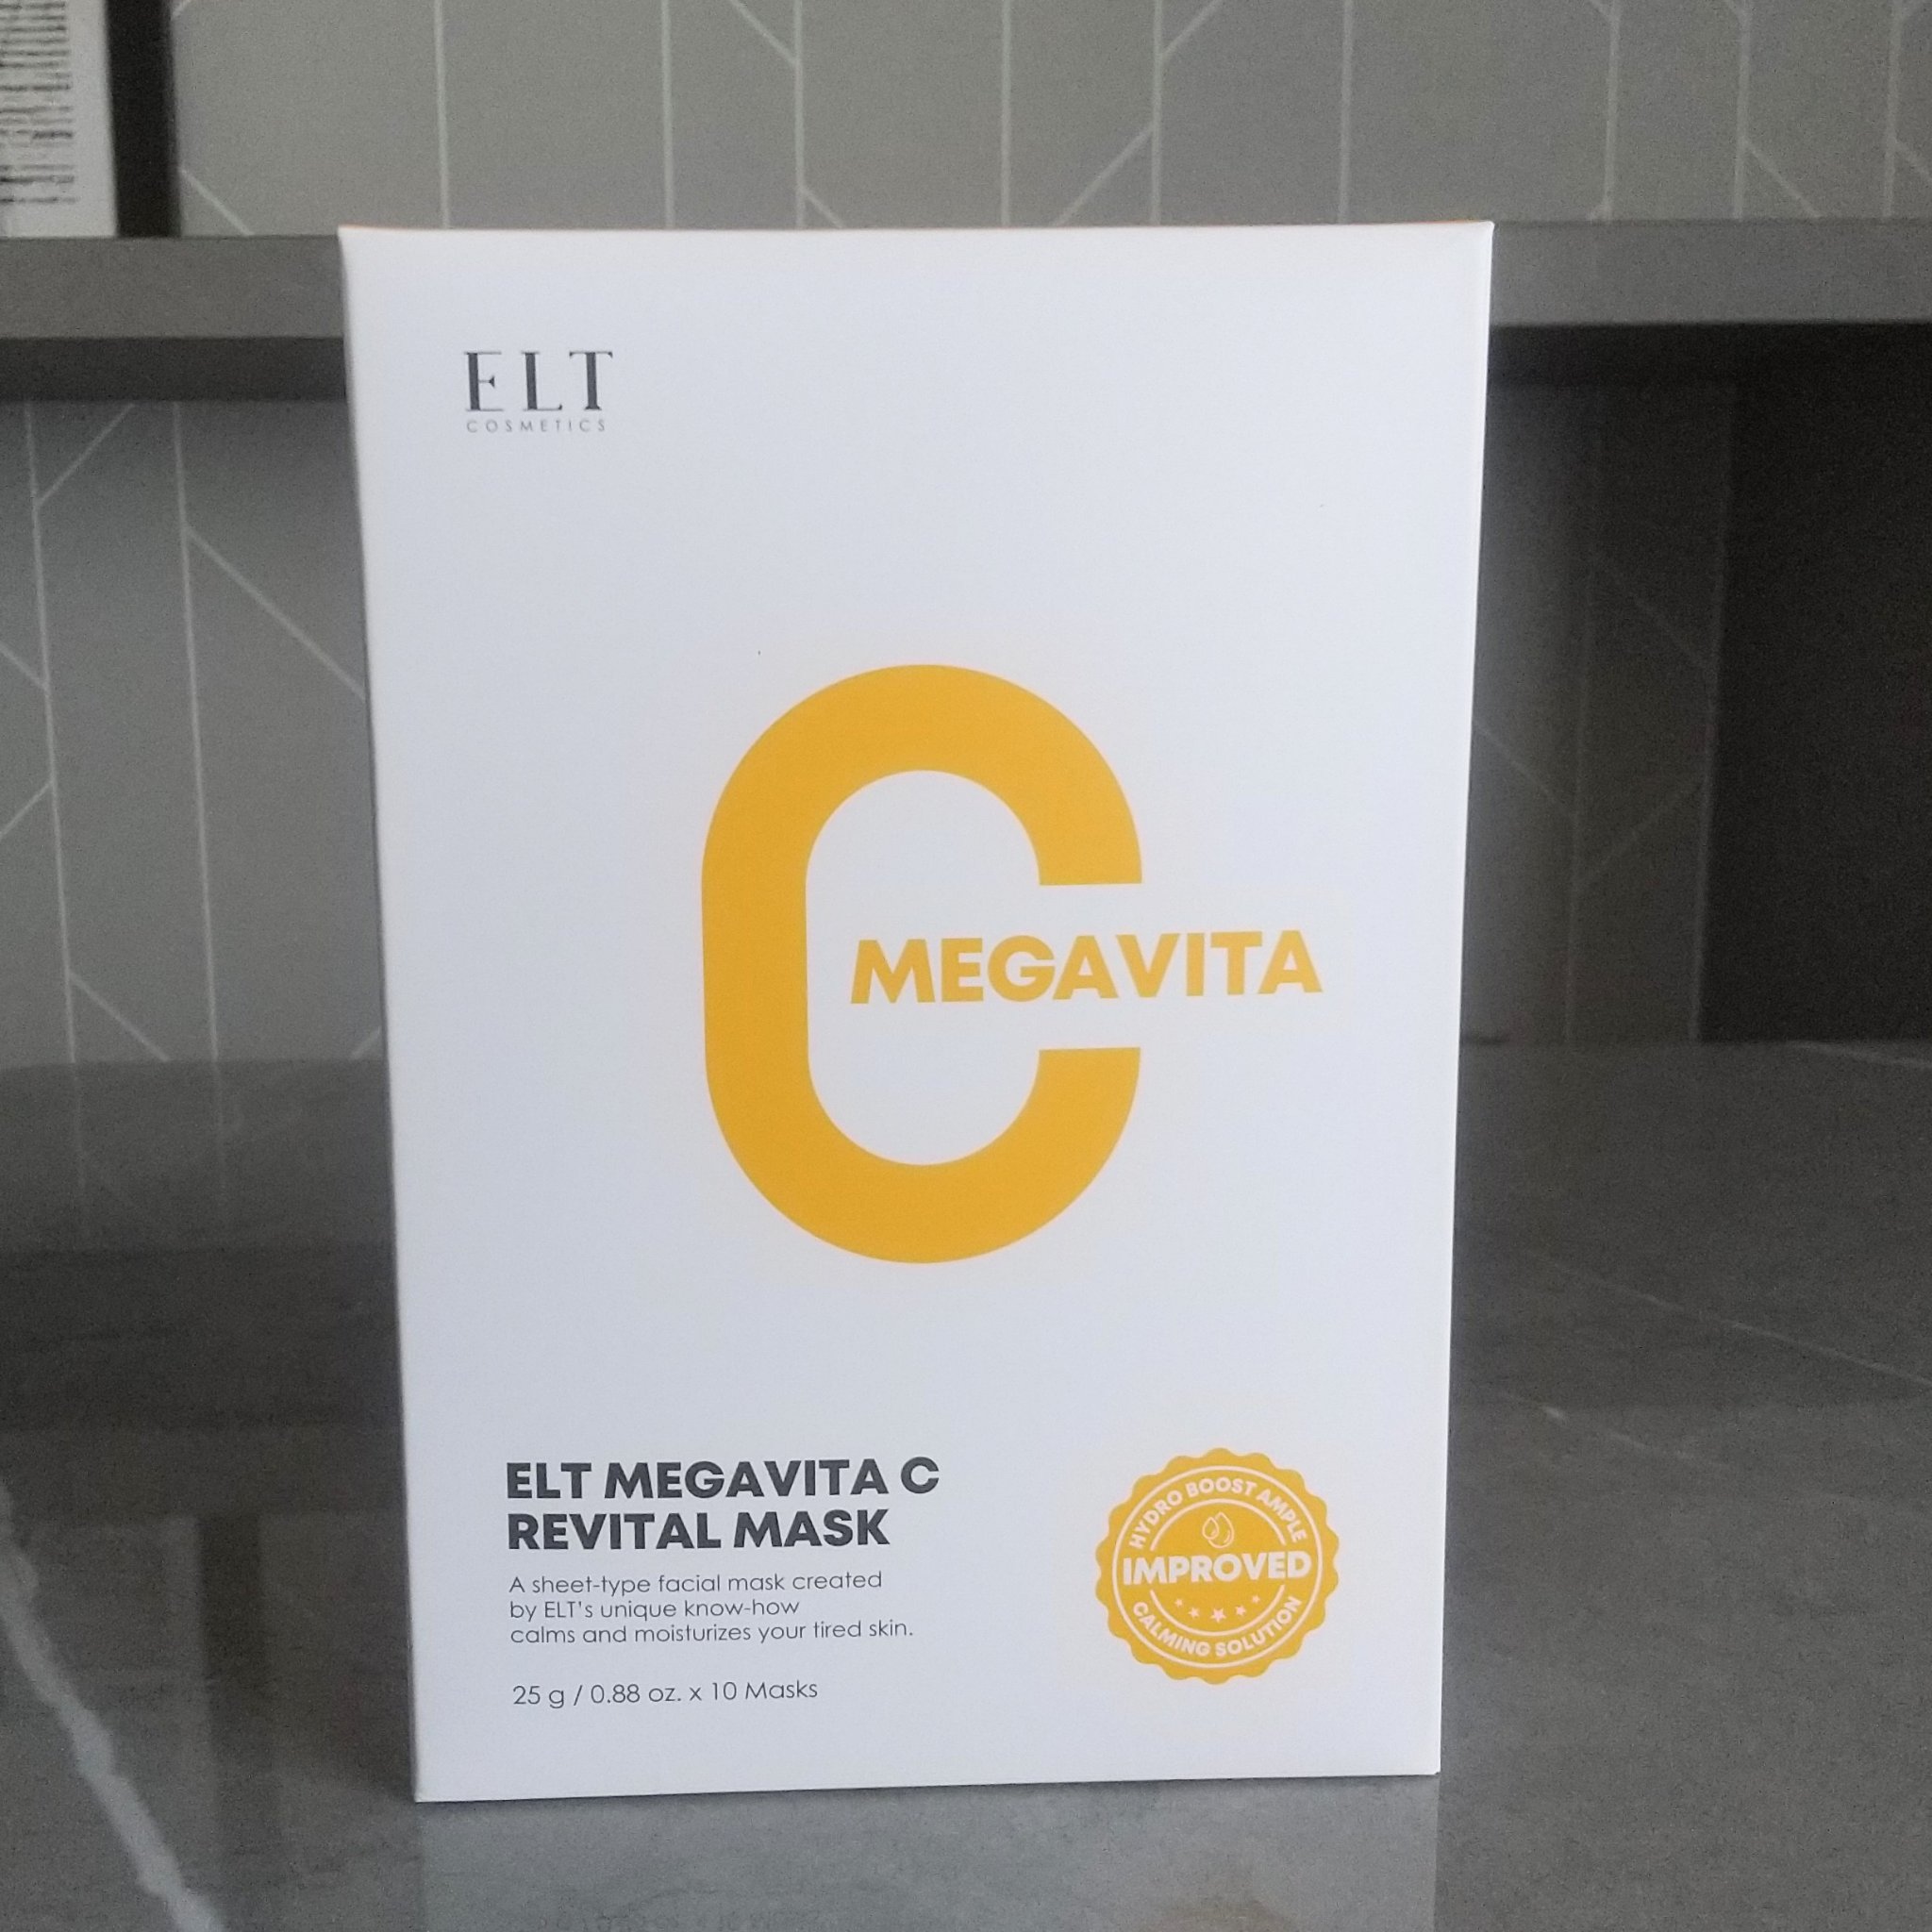 ELT
COSMETICS
MEGAVITA
C
ELT MEGAVITA C
REVITAL MASK
A sheet-type facial mask created
by ELT's unique know-how
calms and moisturizes your tired skin.
25 g / 0.88 oz. x 10 Masks
HYDRO BOOST AMPLE
IMPROVED
CALMING SOLUTION